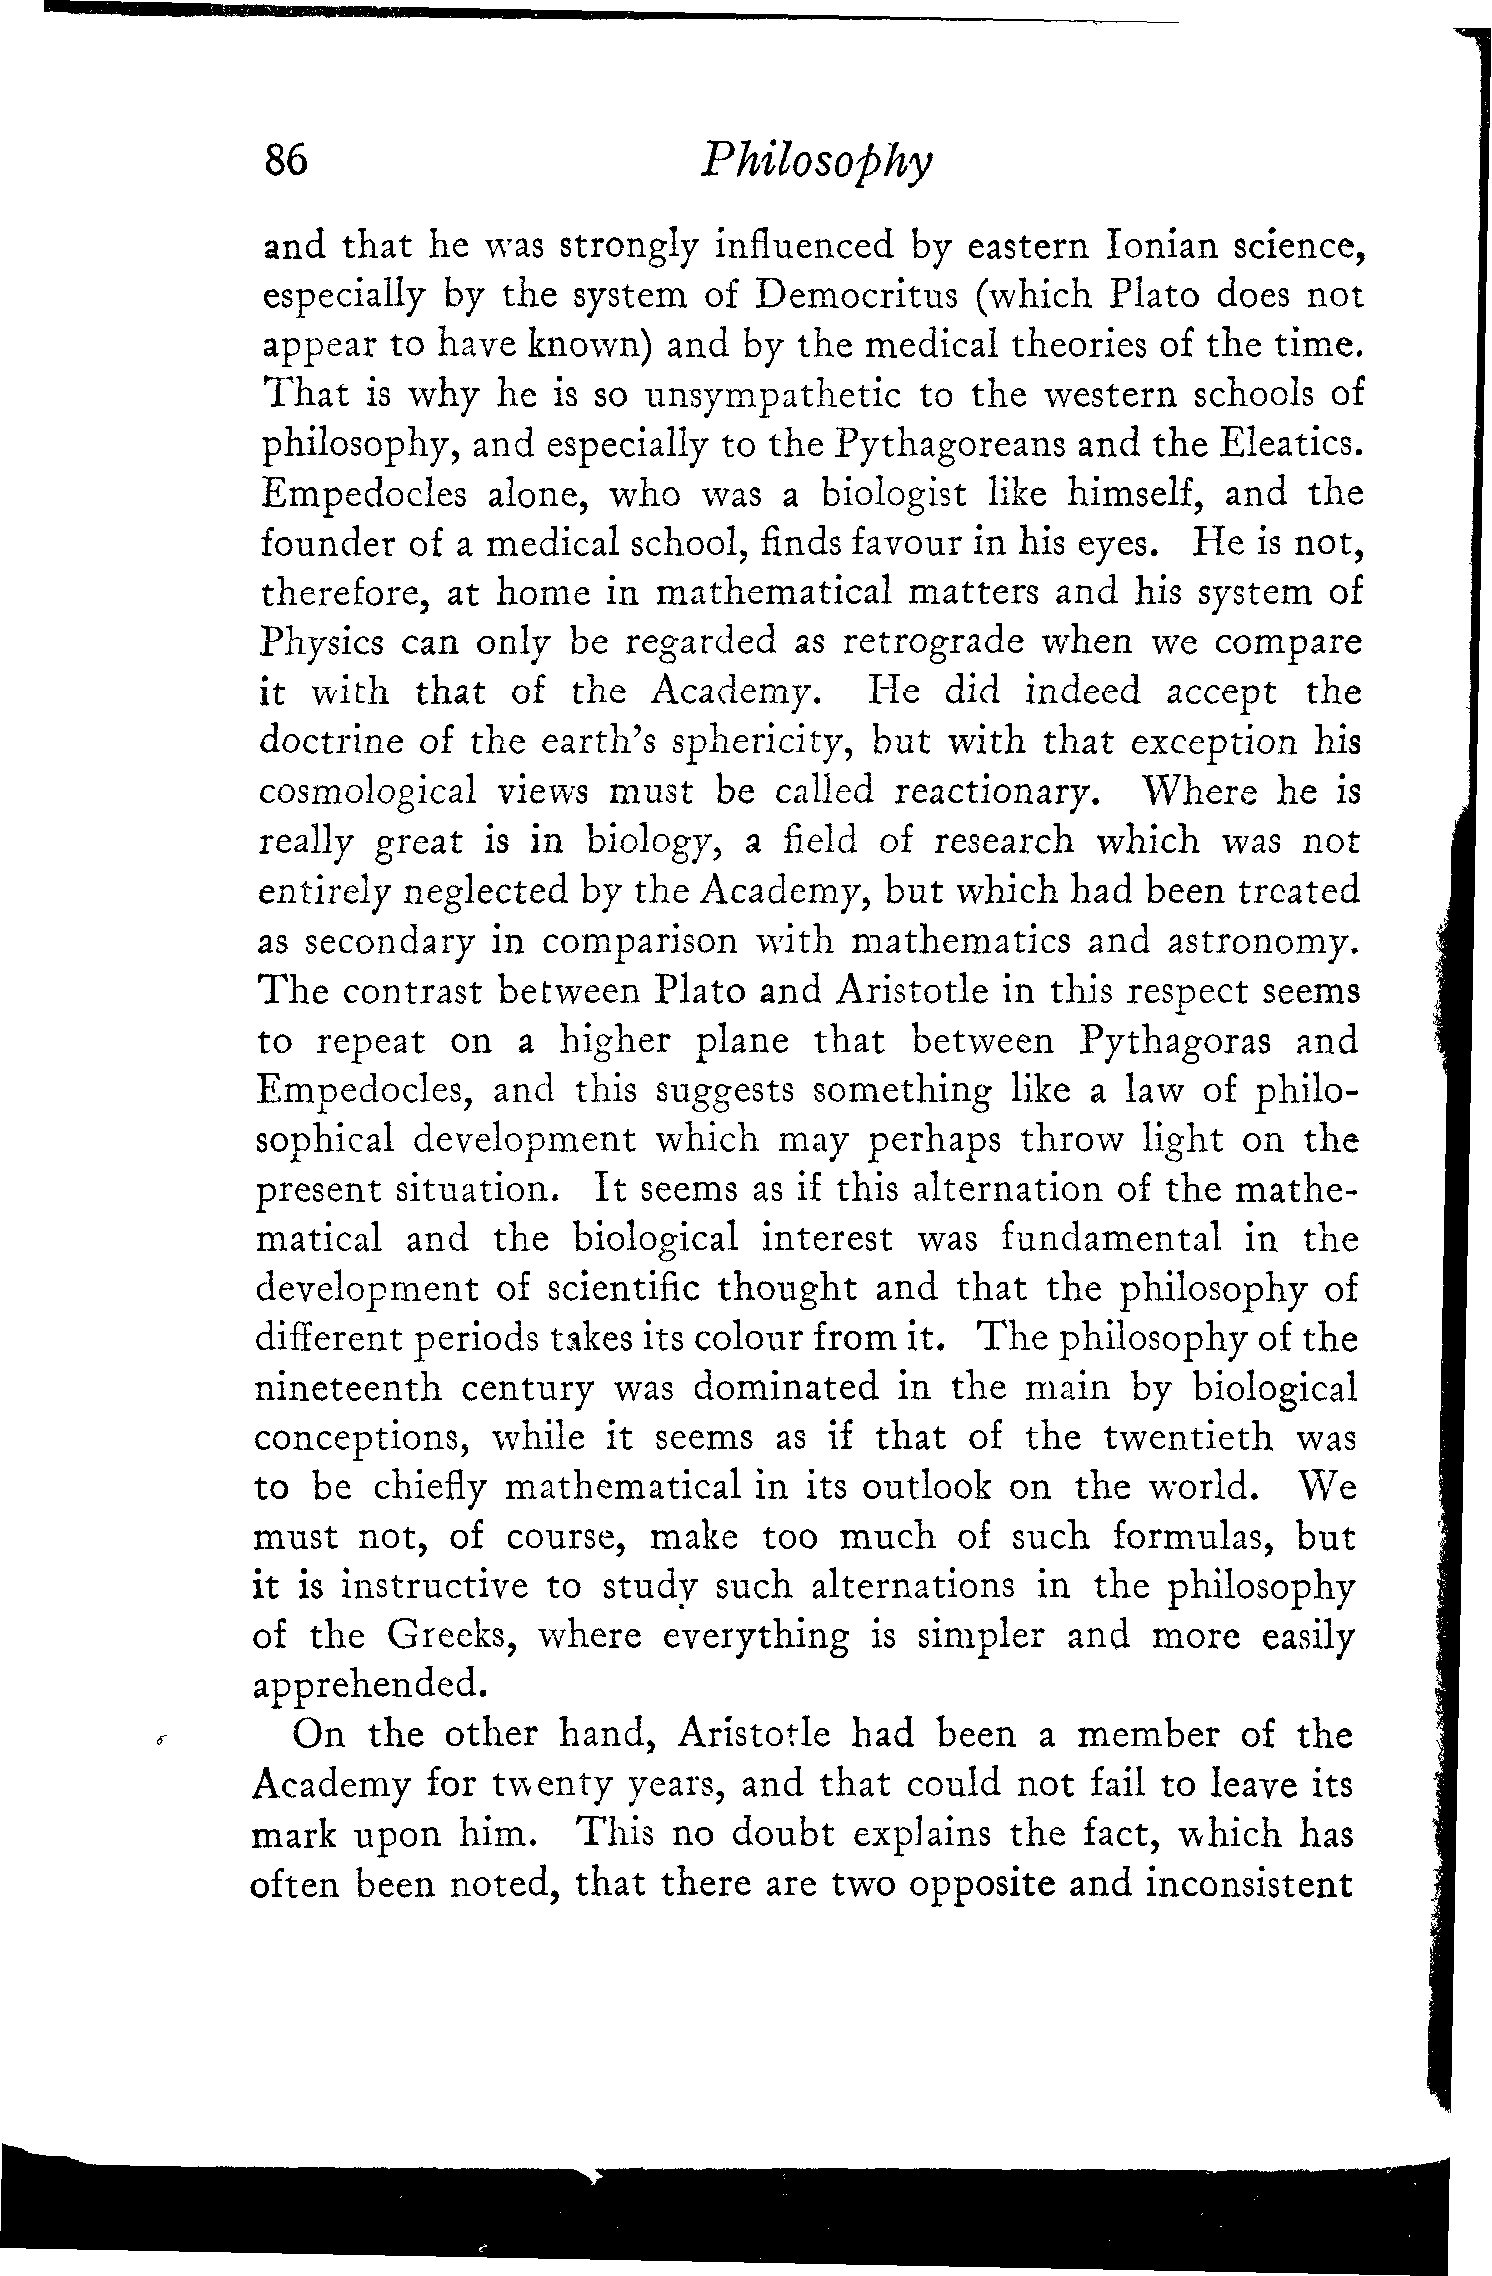 86 Philosophy
and that he was strongly influenced by eastern Ionian science,
especially by the system of Democritus (which Plato does not
appear to have known) and by the medical theories of the time.
That is why he is so unsympathetic to the western schools of
philosophy, and especially to the Pythagoreans and the Eleatics.
Empedocles alone, who was a biologist like himself, and the
founder of a medical school, finds favour in his eyes. He is not,
therefore, at home in mathematical matters and his system of
Physics can only be regarded as retrograde when we compare
it with that of the Academy. He did indeed accept the
doctrine of the earth's sphericity, but with that exception his
cosmological views must be called reactionary. Where he is
really great is in biology, a field of research which was not
entirely neglected by the Academy, but which had been treated
as secondary in comparison with mathematics and astronomy.
The contrast between Plato and Aristotle in this respect seems
to repeat on a higher plane that between Pythagoras and
Empedocles, and this suggests something like a law of philo-
sophical development which may perhaps throw light on the
present situation. It seems as if this alternation of the mathe-
matical and the biological interest was fundamental in the
development of scientific thought and that the philosophy of
different periods takes its colour from it. The philosophy of the
nineteenth century was dominated in the main by biological
conceptions, while it seems as if that of the twentieth was
to be chiefly mathematical in its outlook on the world. We
must not, of course, make too much of such formulas, but
it is instructive to study such alternations in the philosophy
of the Greeks, where everything is simpler and more easily
apprehended.
On the other hand, Aristotle had been a member of the
Academy for twenty years, and that could not fail to leave its
mark upon him. This no doubt explains the fact, which has
often been noted, that there are two opposite and inconsistent